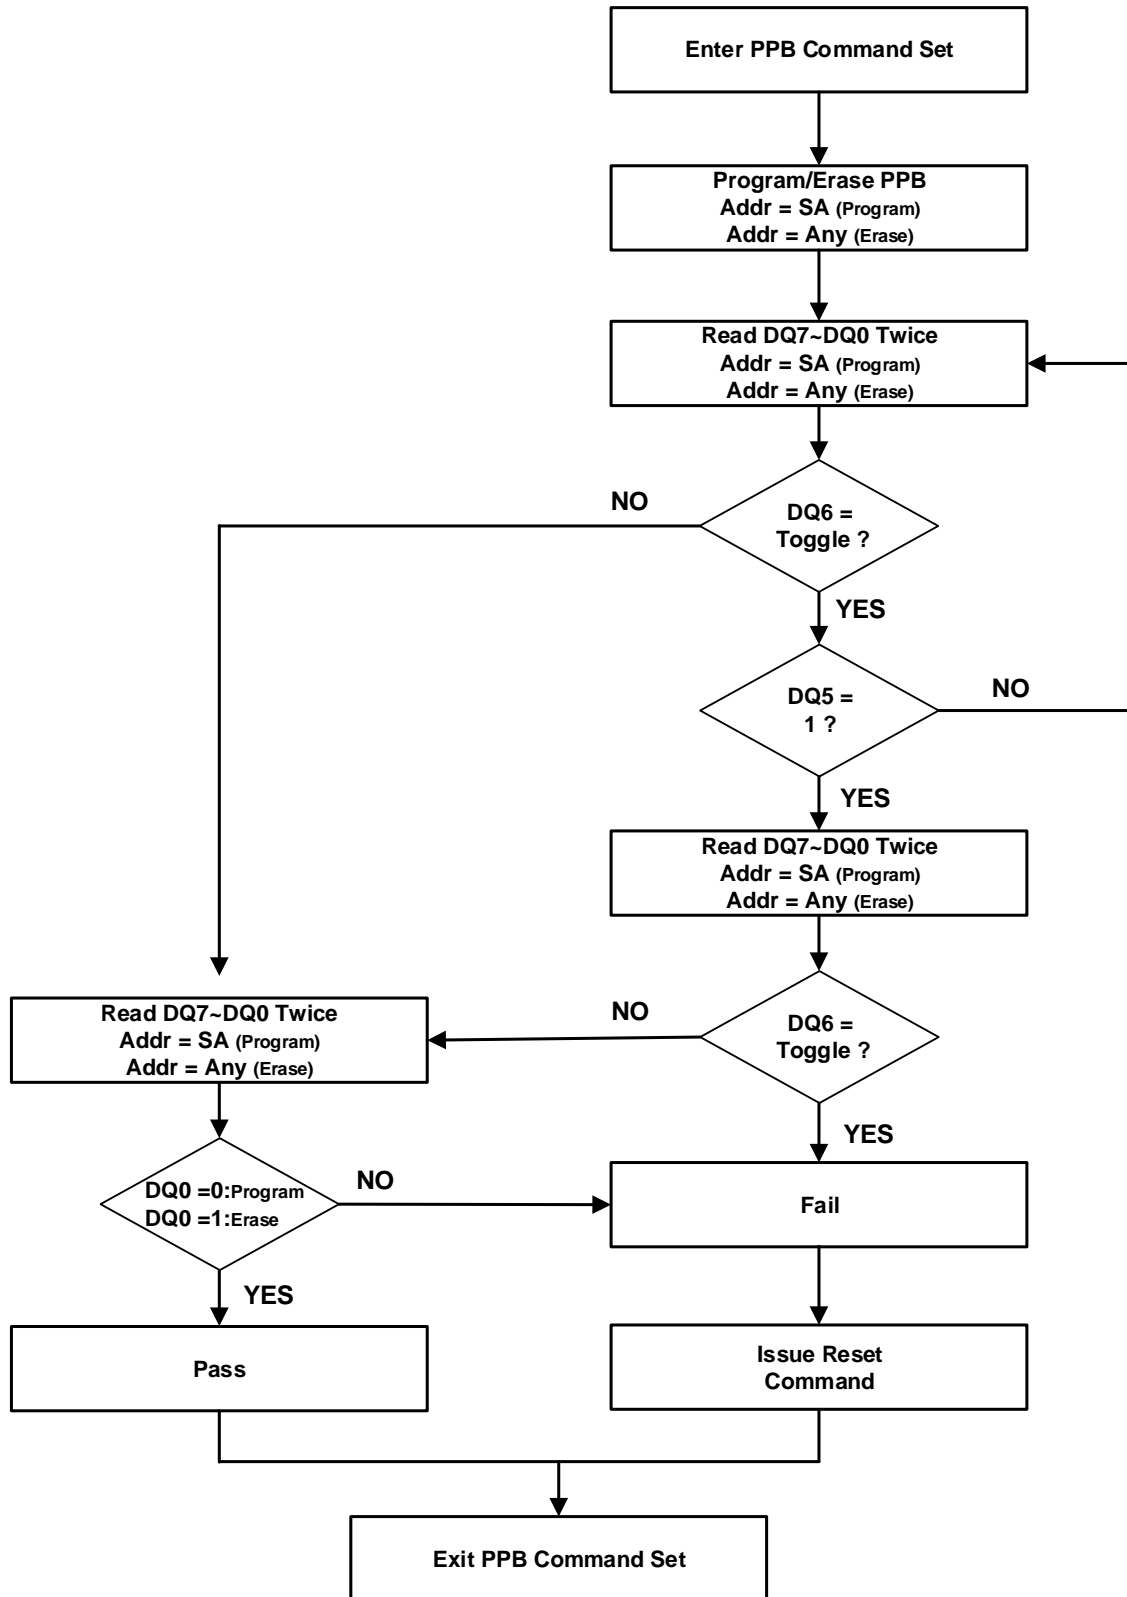 Enter PPB Command Set
Program/Erase PPB
Addr = SA (Program)
Addr = Any (Erase)
Read DQ7~DQ0 Twice
Addr = SA (Program)
Addr = Any (Erase)
NO
DQ6 =
Toggle ?
YES
DQ5 =
1 ?
NO
YES
Read DQ7~DQ0 Twice
Addr = SA (Program)
Addr = Any (Erase)
DQ6 =
Toggle ?
NO
YES
Read DQ7~DQ0 Twice
Addr = SA (Program)
Addr = Any (Erase)
DQ0 =0:Program
DQ0 =1:Erase
NO
YES
Fail
Pass
Issue Reset
Command
Exit PPB Command Set